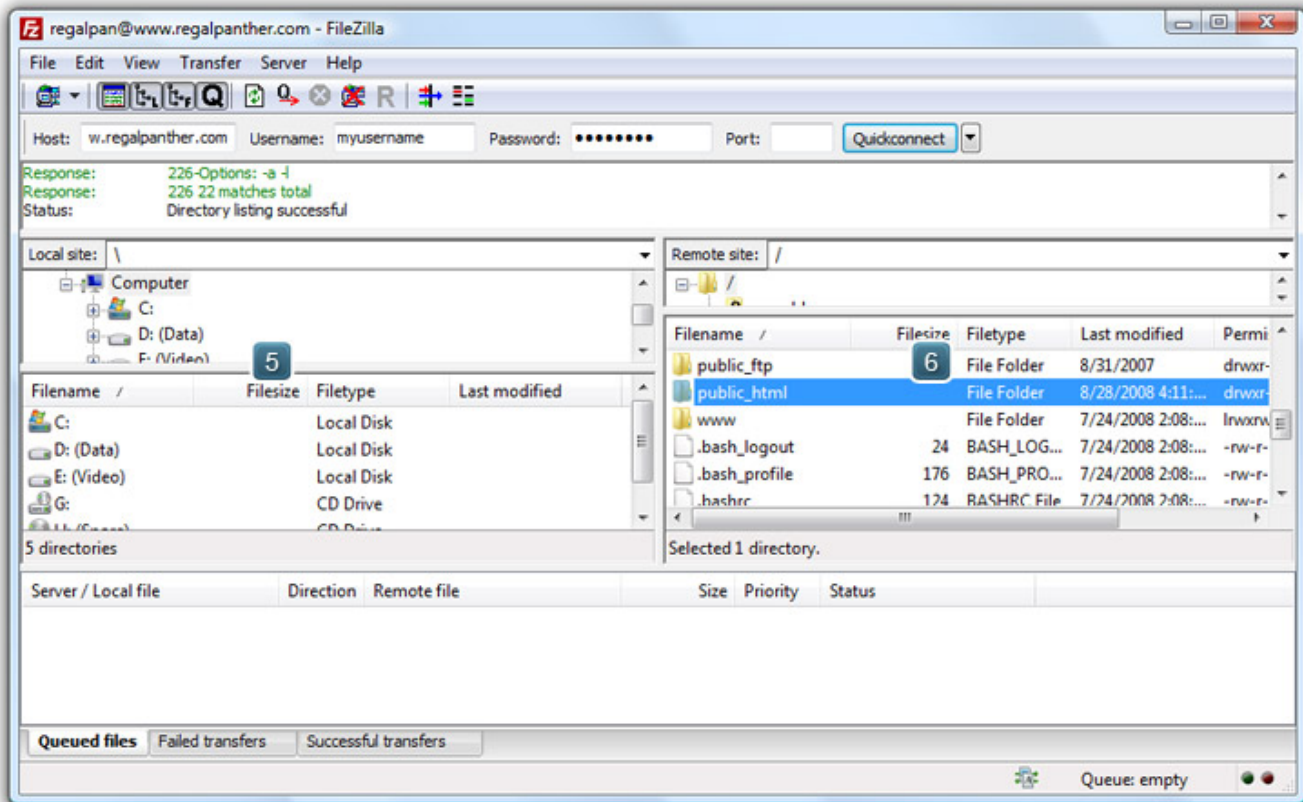 regalpan@www.regalpanther.com - FileZilla
File Edit View Transfer Server Help
Host: w.regalpanther.com Username: myusername Password: •••••••• Port: Quickconnect
Response: 226-Options: -a -l
Response: 226 22 matches total
Status: Directory listing successful
Local site: \
Computer
C:
D: (Data)
E: (Video)
5
Filename / Filesize Filetype Last modified
C: Local Disk
D: (Data) Local Disk
E: (Video) Local Disk
G: CD Drive
CD Drive
5 directories
Remote site: /
/
Filename / Filesize Filetype Last modified Permi
6
public_ftp File Folder 8/31/2007 drwxr-
public_html File Folder 8/28/2008 4:11:... drwxr-
www File Folder 7/24/2008 2:08:... lrwxrw
.bash_logout 24 BASH_LOG... 7/24/2008 2:08:... -rw-r-
.bash_profile 176 BASH_PRO... 7/24/2008 2:08:... -rw-r-
.bashrc 124 BASHRC File 7/24/2008 2:08:... -rw-r-
Selected 1 directory.
Server / Local file Direction Remote file Size Priority Status
Queued files Failed transfers Successful transfers
Queue: empty